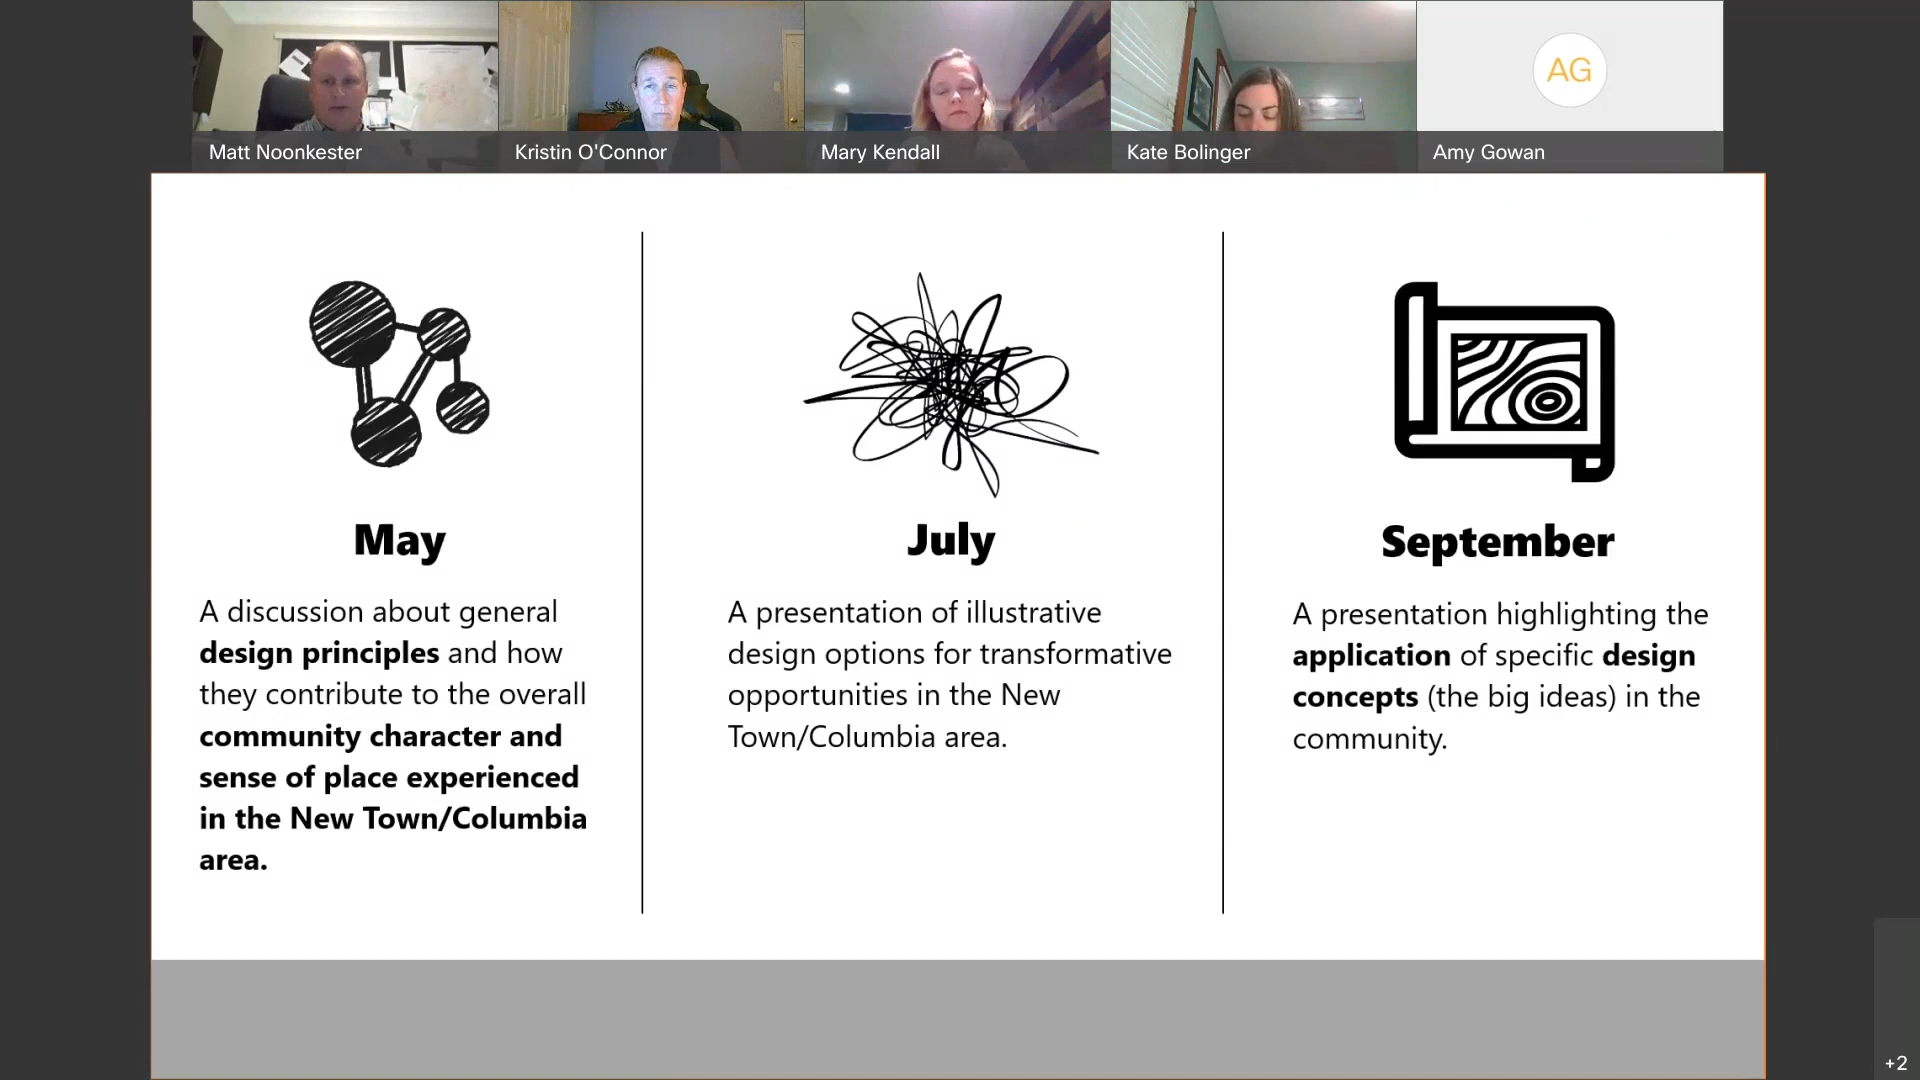 Matt Noonkester
Kristin O'Connor
Mary Kendall
Kate Bolinger
AG
Amy Gowan
May
A discussion about general
design principles and how
they contribute to the overall
community character and
sense of place experienced
in the New Town/Columbia
area.
July
A presentation of illustrative
design options for transformative
opportunities in the New
Town/Columbia area.
September
A presentation highlighting the
application of specific design
concepts (the big ideas) in the
community.
+2